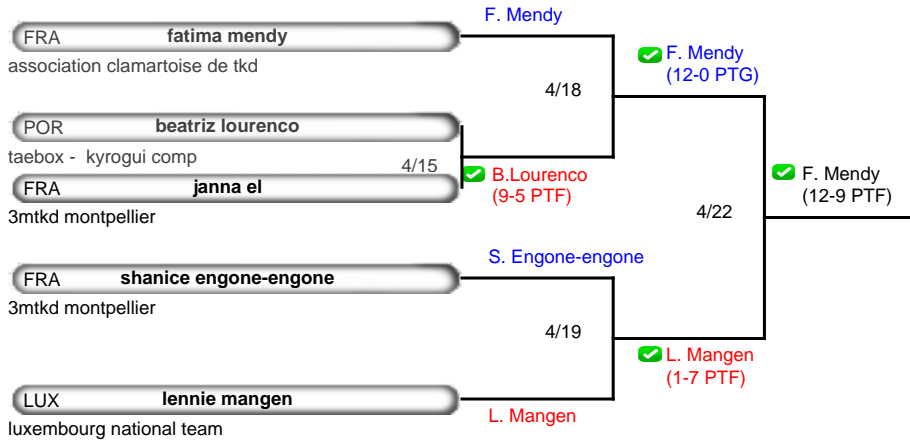 F. Mendy
FRA fatima mendy
association clamartoise de tkd
F. Mendy
(12-0 PTG)
4/18
POR beatriz lourenco
taebox - kyrogui comp
4/15
B.Lourenco
(9-5 PTF)
FRA janna el
3mtkd montpellier
F. Mendy
(12-9 PTF)
4/22
S. Engone-engone
FRA shanice engone-engone
3mtkd montpellier
4/19
L. Mangen
(1-7 PTF)
LUX lennie mangen
L. Mangen
luxembourg national team